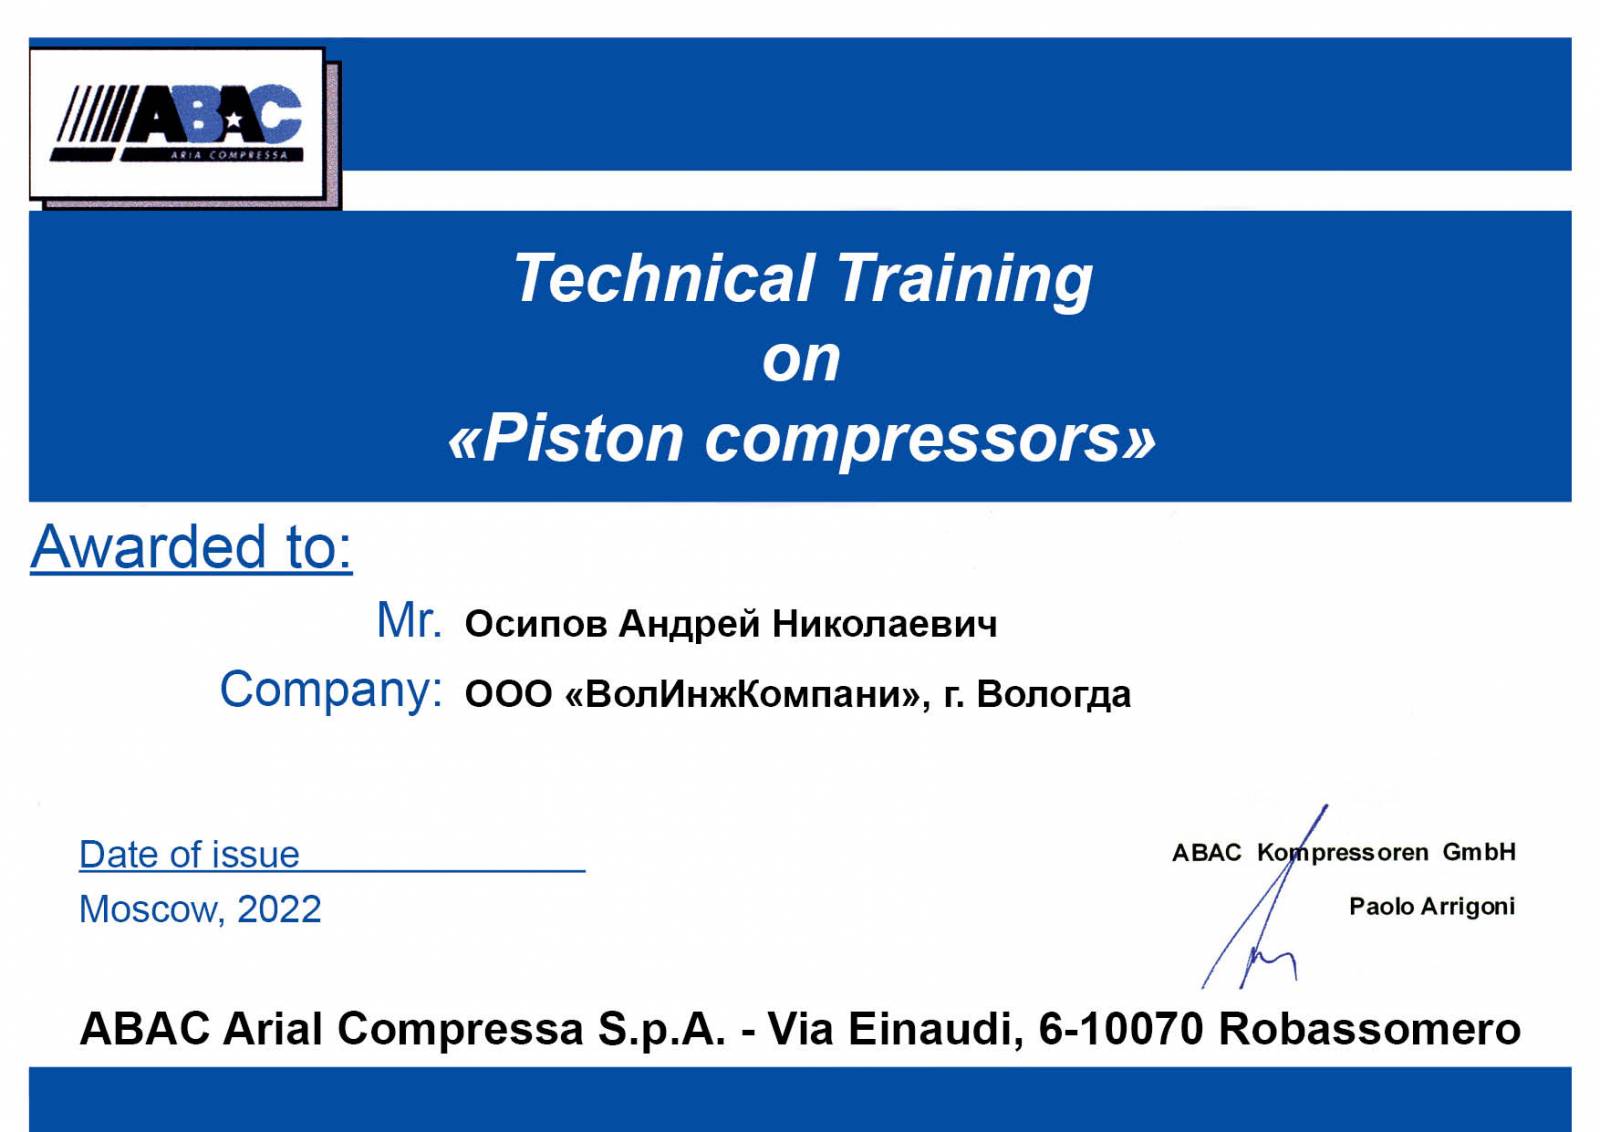 ABAC
ARIA COMPRESSA
Technical Training
on
«Piston compressors»
Awarded to:
Mr. Осипов Андрей Николаевич
Company: ООО «ВолИнжКомпани», г. Вологда
Date of issue
Moscow, 2022
ABAC Kompressoren GmbH
Paolo Arrigoni
ABAC Arial Compressa S.p.A. - Via Einaudi, 6-10070 Robassomero